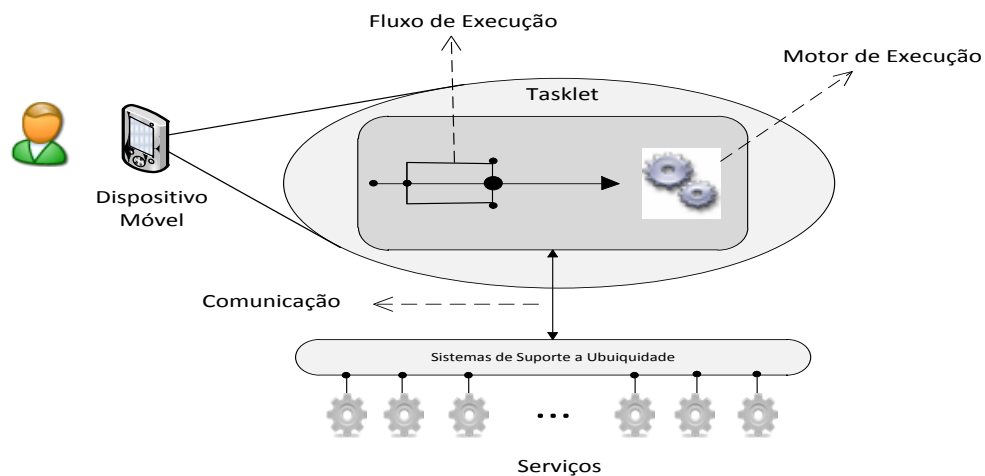 Fluxo de Execução
Motor de Execução
Tasklet
Dispositivo
Móvel
Comunicação
Sistemas de Suporte a Ubuiquidade
...
Serviços